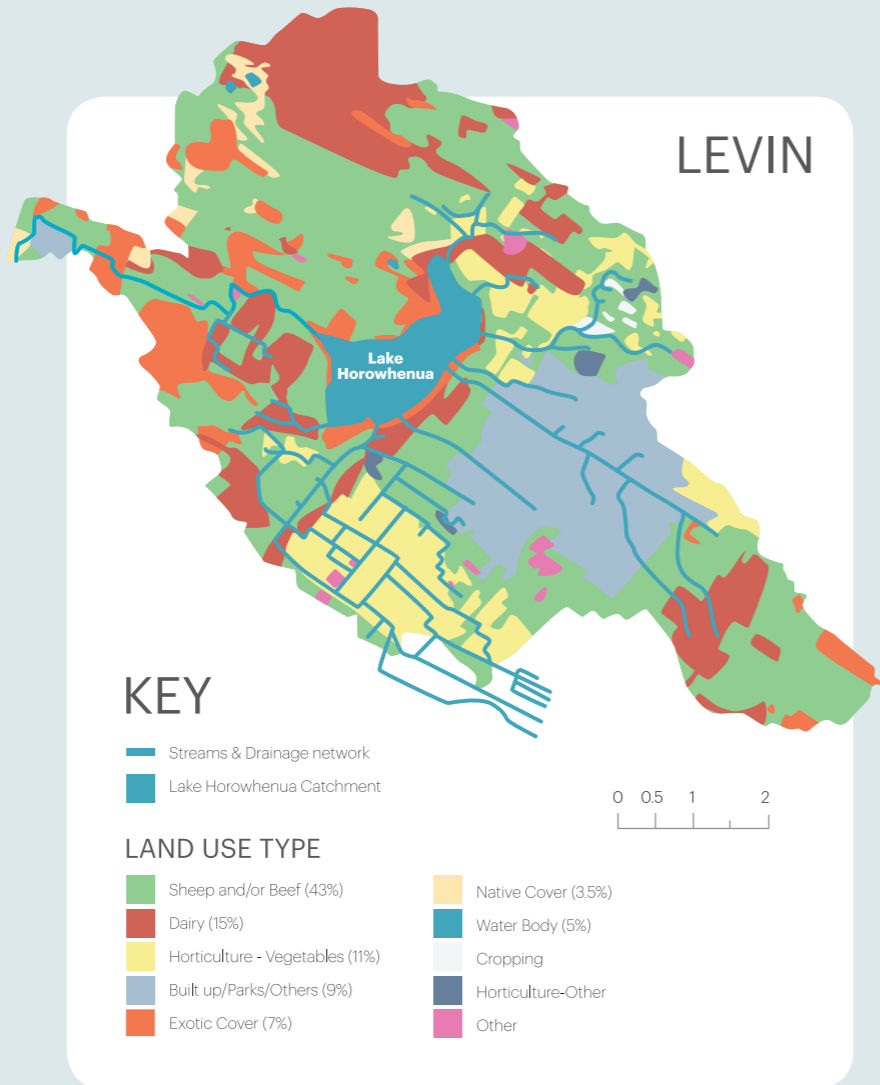 LEVIN
Lake
Horowhenua
KEY
Streams & Drainage network
Lake Horowhenua Catchment
0 0.5 1 2
LAND USE TYPE
Sheep and/or Beef (43%)
Dairy (15%)
Horticulture - Vegetables (11%)
Built up/Parks/Others (9%)
Exotic Cover (7%)
Native Cover (3.5%)
Water Body (5%)
Cropping
Horticulture-Other
Other